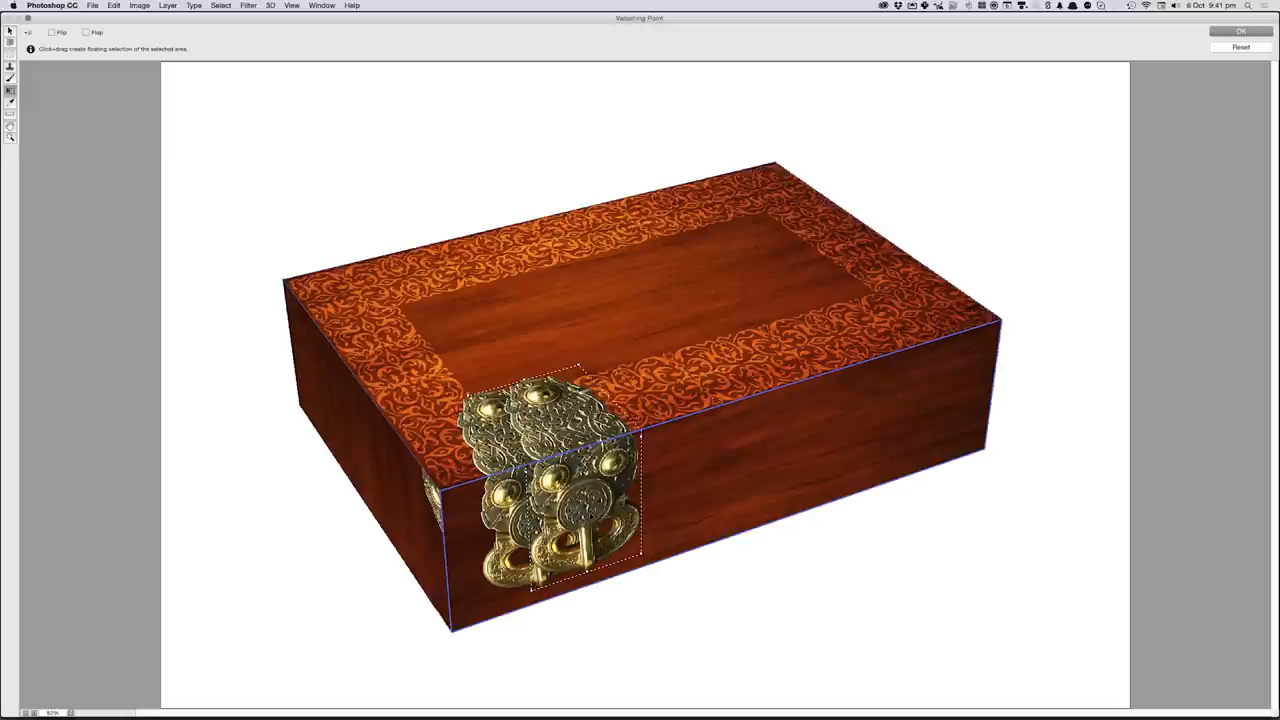 Photoshop CC File Edit Image Layer Type Select Filter 3D View Window Help 6 Oct 9:41 pm
Vanishing Point
Flip Flop OK
Click+drag create floating selection of the selected area. Reset
92%